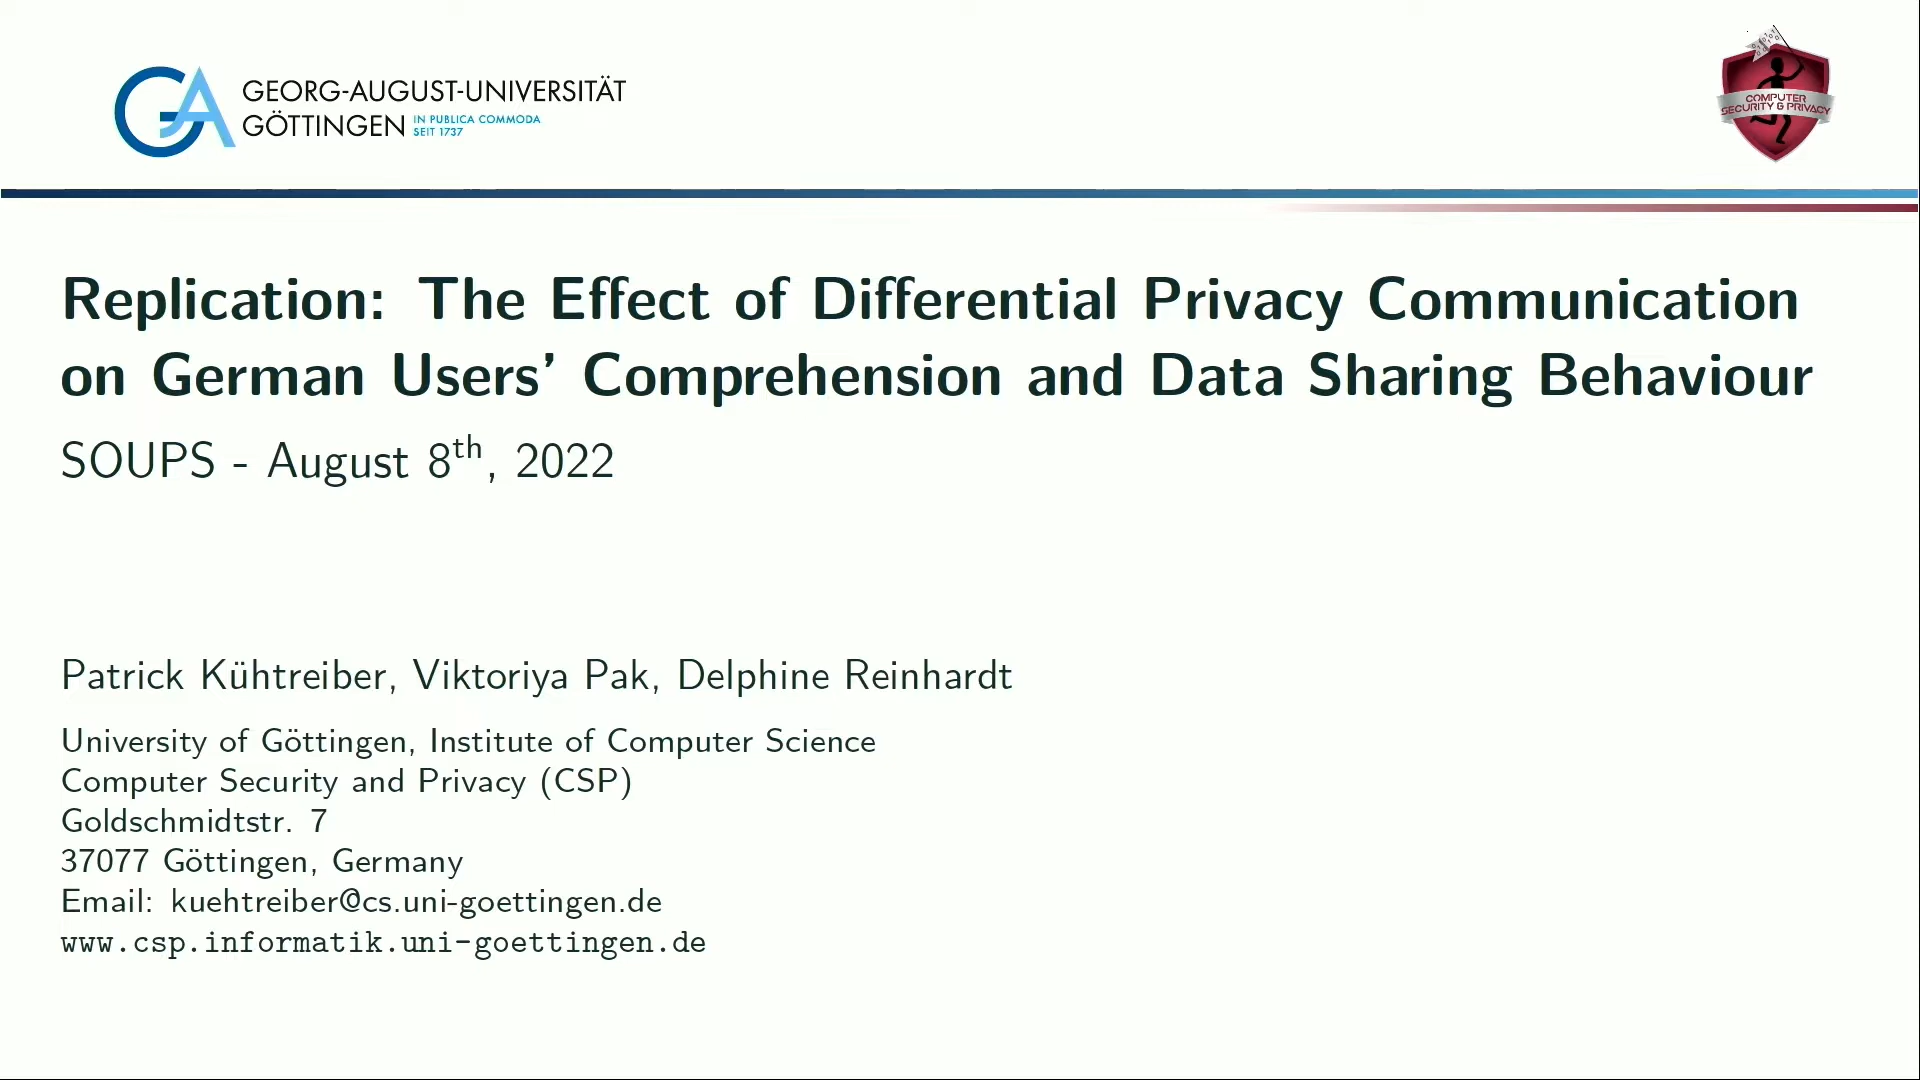 GEORG-AUGUST-UNIVERSITÄT
GÖTTINGEN IN PUBLICA COMMODA
SEIT 1737
COMPUTER
SECURITY & PRIVACY
Replication: The Effect of Differential Privacy Communication
on German Users' Comprehension and Data Sharing Behaviour
SOUPS - August 8th, 2022
Patrick Kühtreiber, Viktoriya Pak, Delphine Reinhardt
University of Göttingen, Institute of Computer Science
Computer Security and Privacy (CSP)
Goldschmidtstr. 7
37077 Göttingen, Germany
Email: kuehtreiber@cs.uni-goettingen.de
www.csp.informatik.uni-goettingen.de